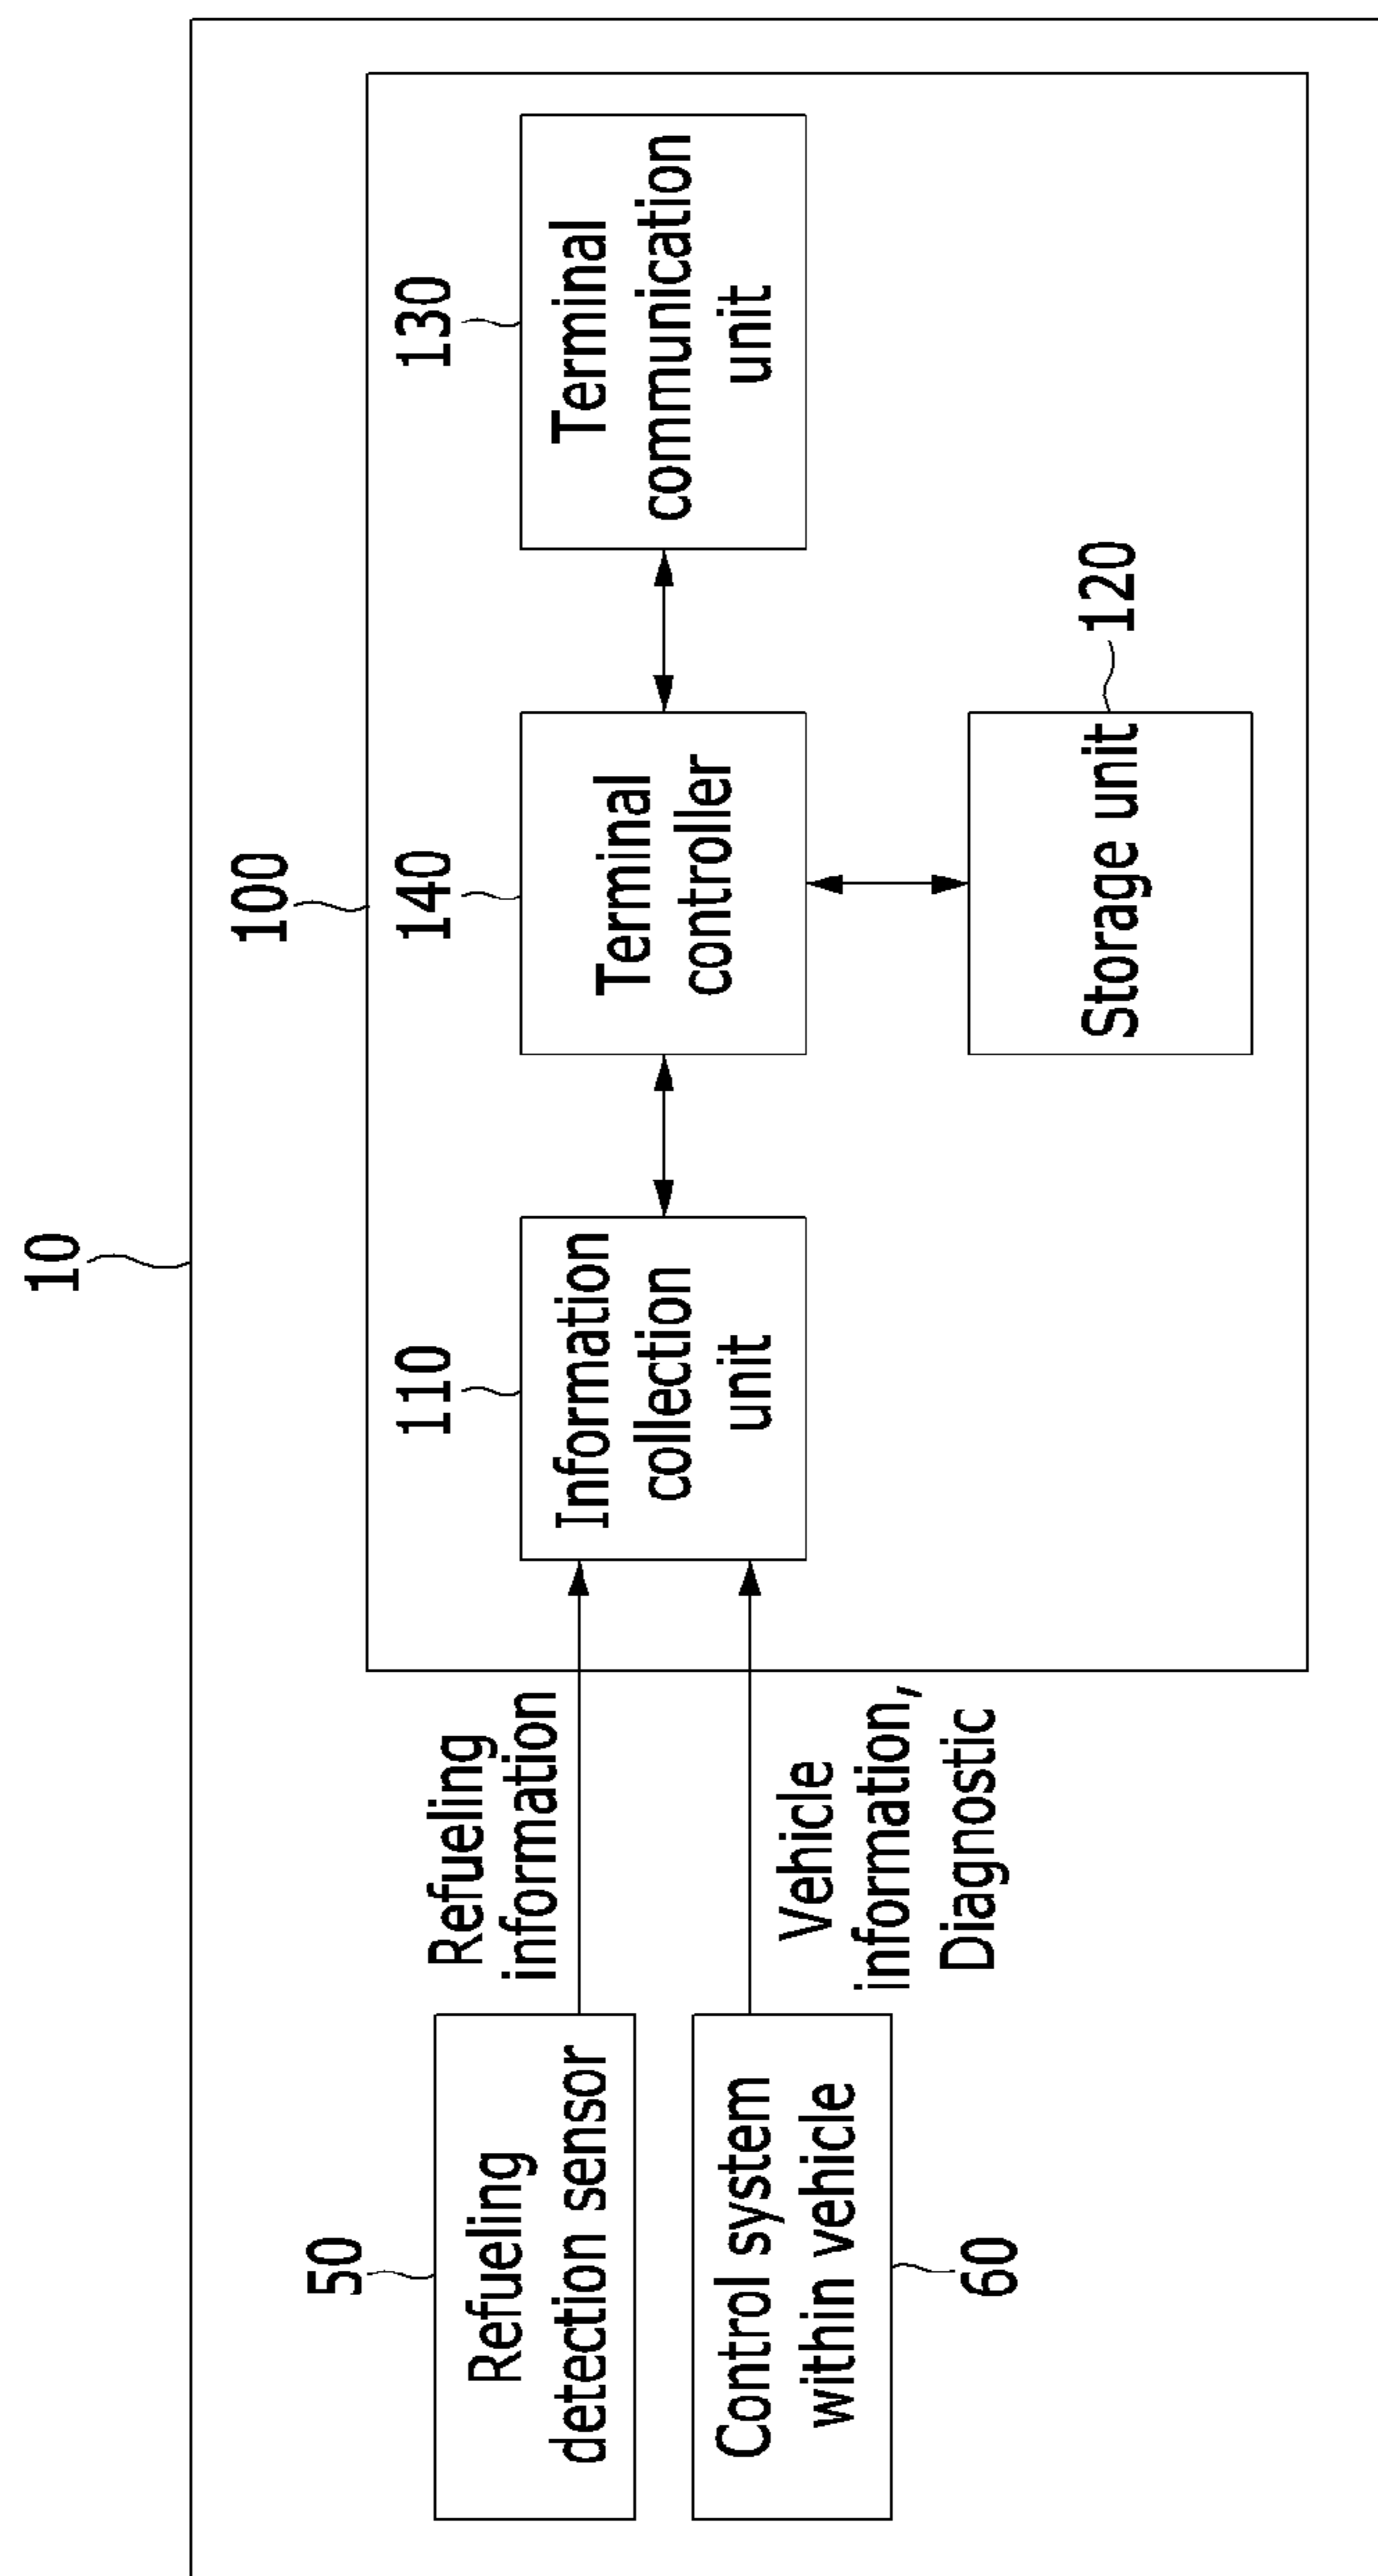 10
100
50
Refueling
detection sensor
Refueling
information
110
Information
collection
unit
140
Terminal
controller
130
Terminal
communication
unit
Control system
within vehicle
60
Vehicle
information,
Diagnostic
Storage unit
120